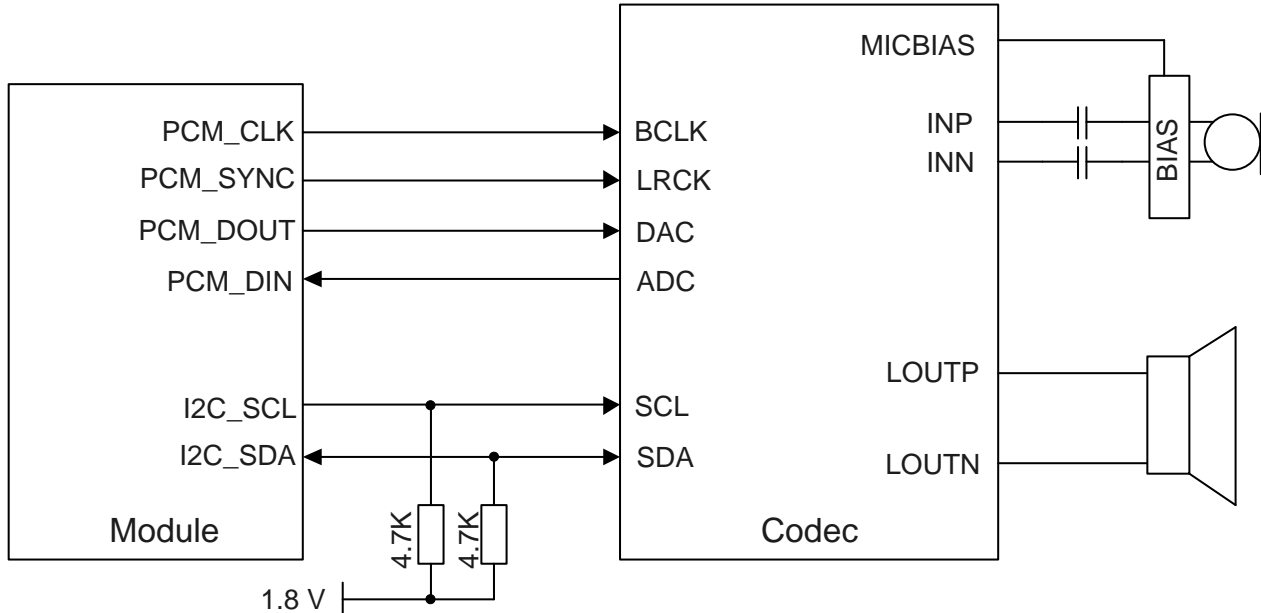 MICBIAS
PCM_CLK
BCLK
INP
PCM_SYNC
LRCK
INN
BIAS
PCM_DOUT
DAC
PCM_DIN
ADC
LOUTP
I2C_SCL
SCL
I2C_SDA
SDA
LOUTN
Module
4.7K
4.7K
Codec
1.8 V